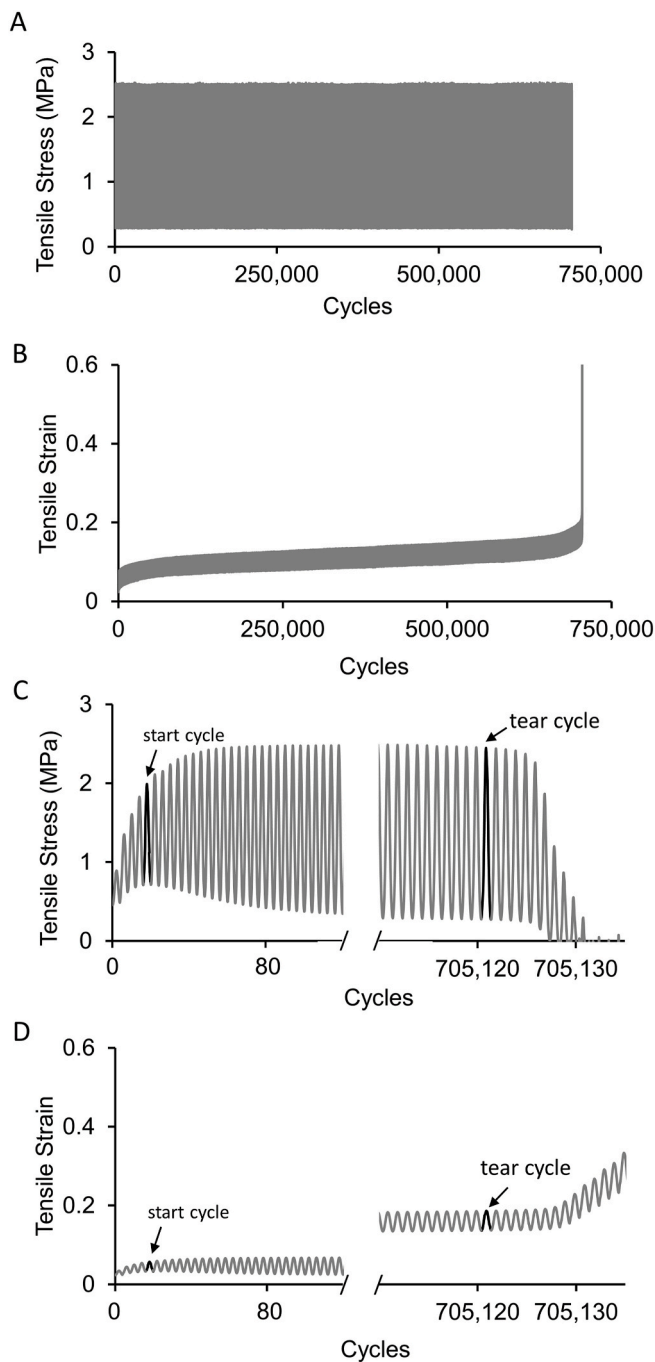 A
Tensile Stress (MPa)
3
2
1
0
0
250,000
500,000
750,000
Cycles
B
Tensile Strain
0.6
0.4
0.2
0
0
250,000
500,000
750,000
Cycles
C
Tensile Stress (MPa)
3
2
1
0
start cycle
tear cycle
0
80
705,120
705,130
Cycles
D
Tensile Strain
0.6
0.4
0.2
0
start cycle
tear cycle
0
80
705,120
705,130
Cycles